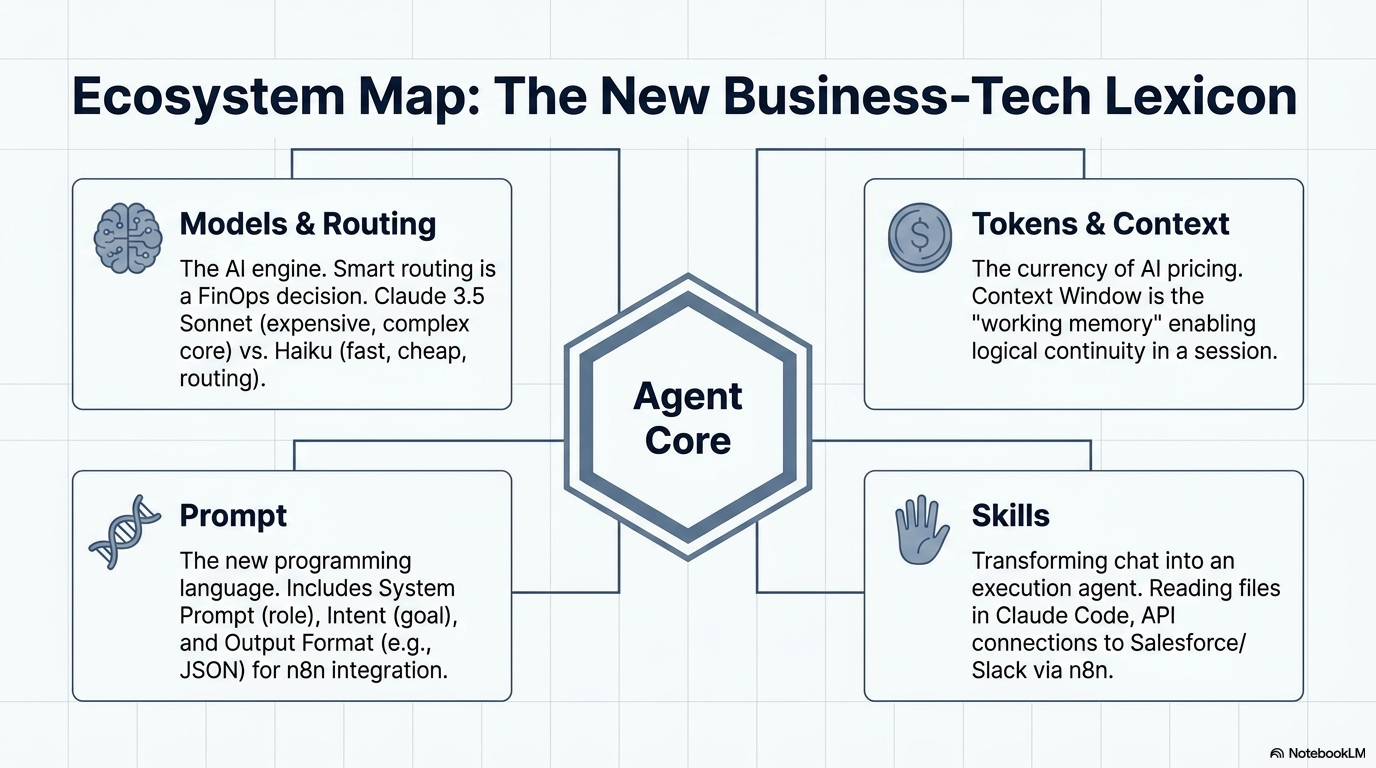 Ecosystem Map: The New Business-Tech Lexicon
Models & Routing
The AI engine. Smart routing is
a FinOps decision. Claude 3.5
Sonnet (expensive, complex
core) vs. Haiku (fast, cheap,
routing).
Tokens & Context
$
The currency of AI pricing.
Context Window is the
"working memory" enabling
logical continuity in a session.
Agent
Core
Prompt
The new programming
language. Includes System
Prompt (role), Intent (goal),
and Output Format (e.g.,
JSON) for n8n integration.
Skills
Transforming chat into an
execution agent. Reading files
in Claude Code, API
connections to Salesforce/
Slack via n8n.
NotebookLM